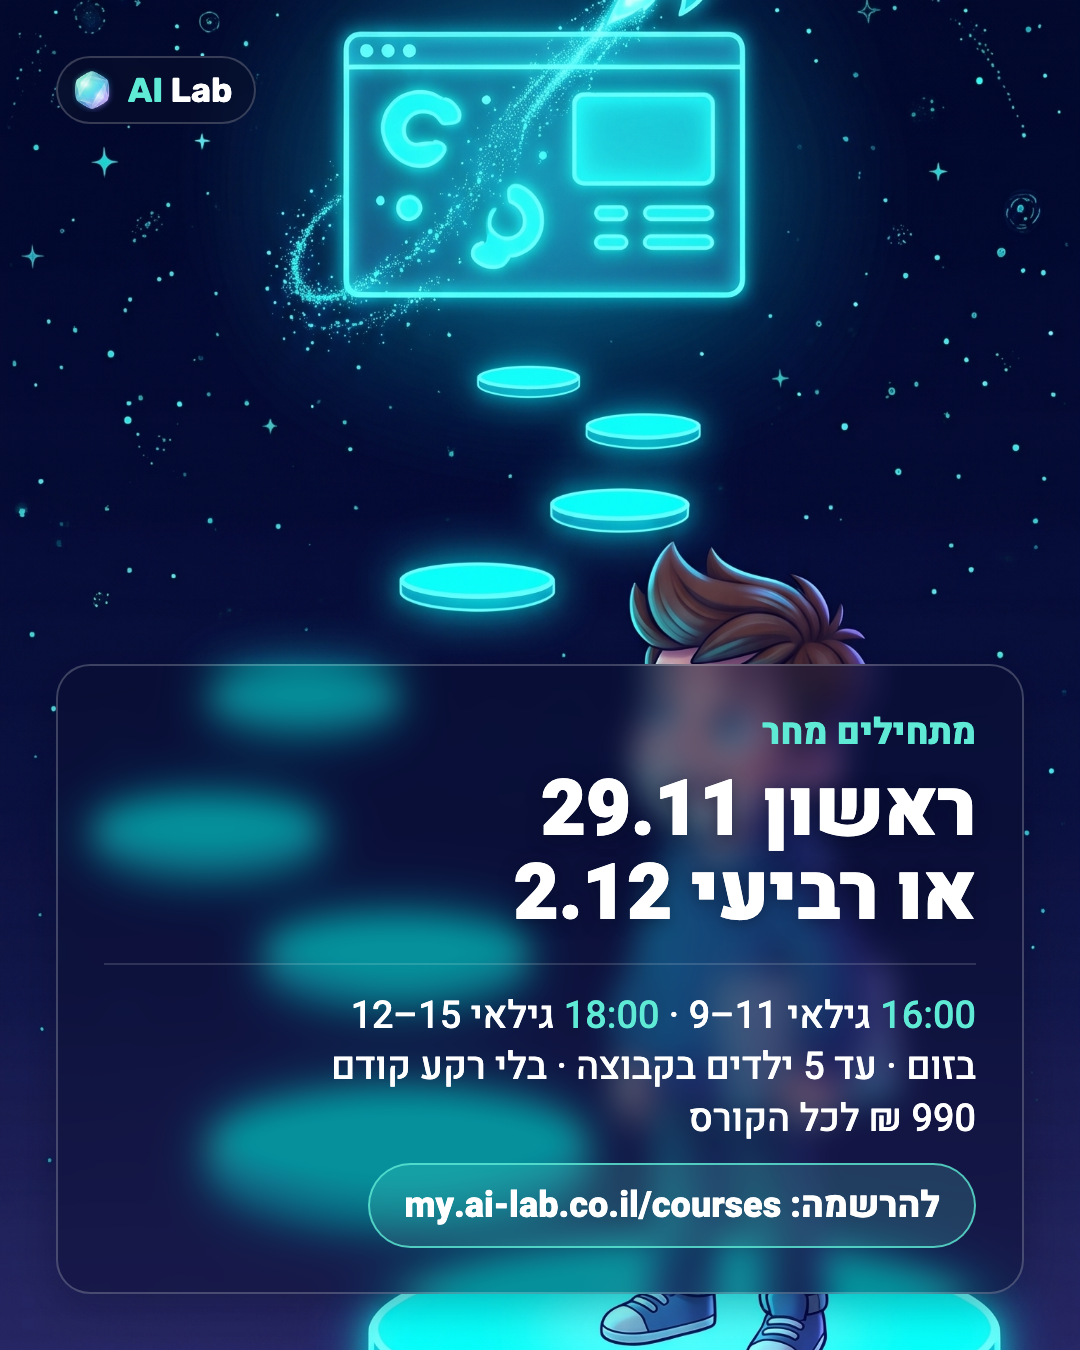 AI Lab
מתחילים מחר
ראשון 29.11
או רביעי 2.12
16:00 גילאי 9–11 · 18:00 גילאי 12–15
בזום · עד 5 ילדים בקבוצה · בלי רקע קודם
990 ₪ לכל הקורס
להרשמה: my.ai-lab.co.il/courses